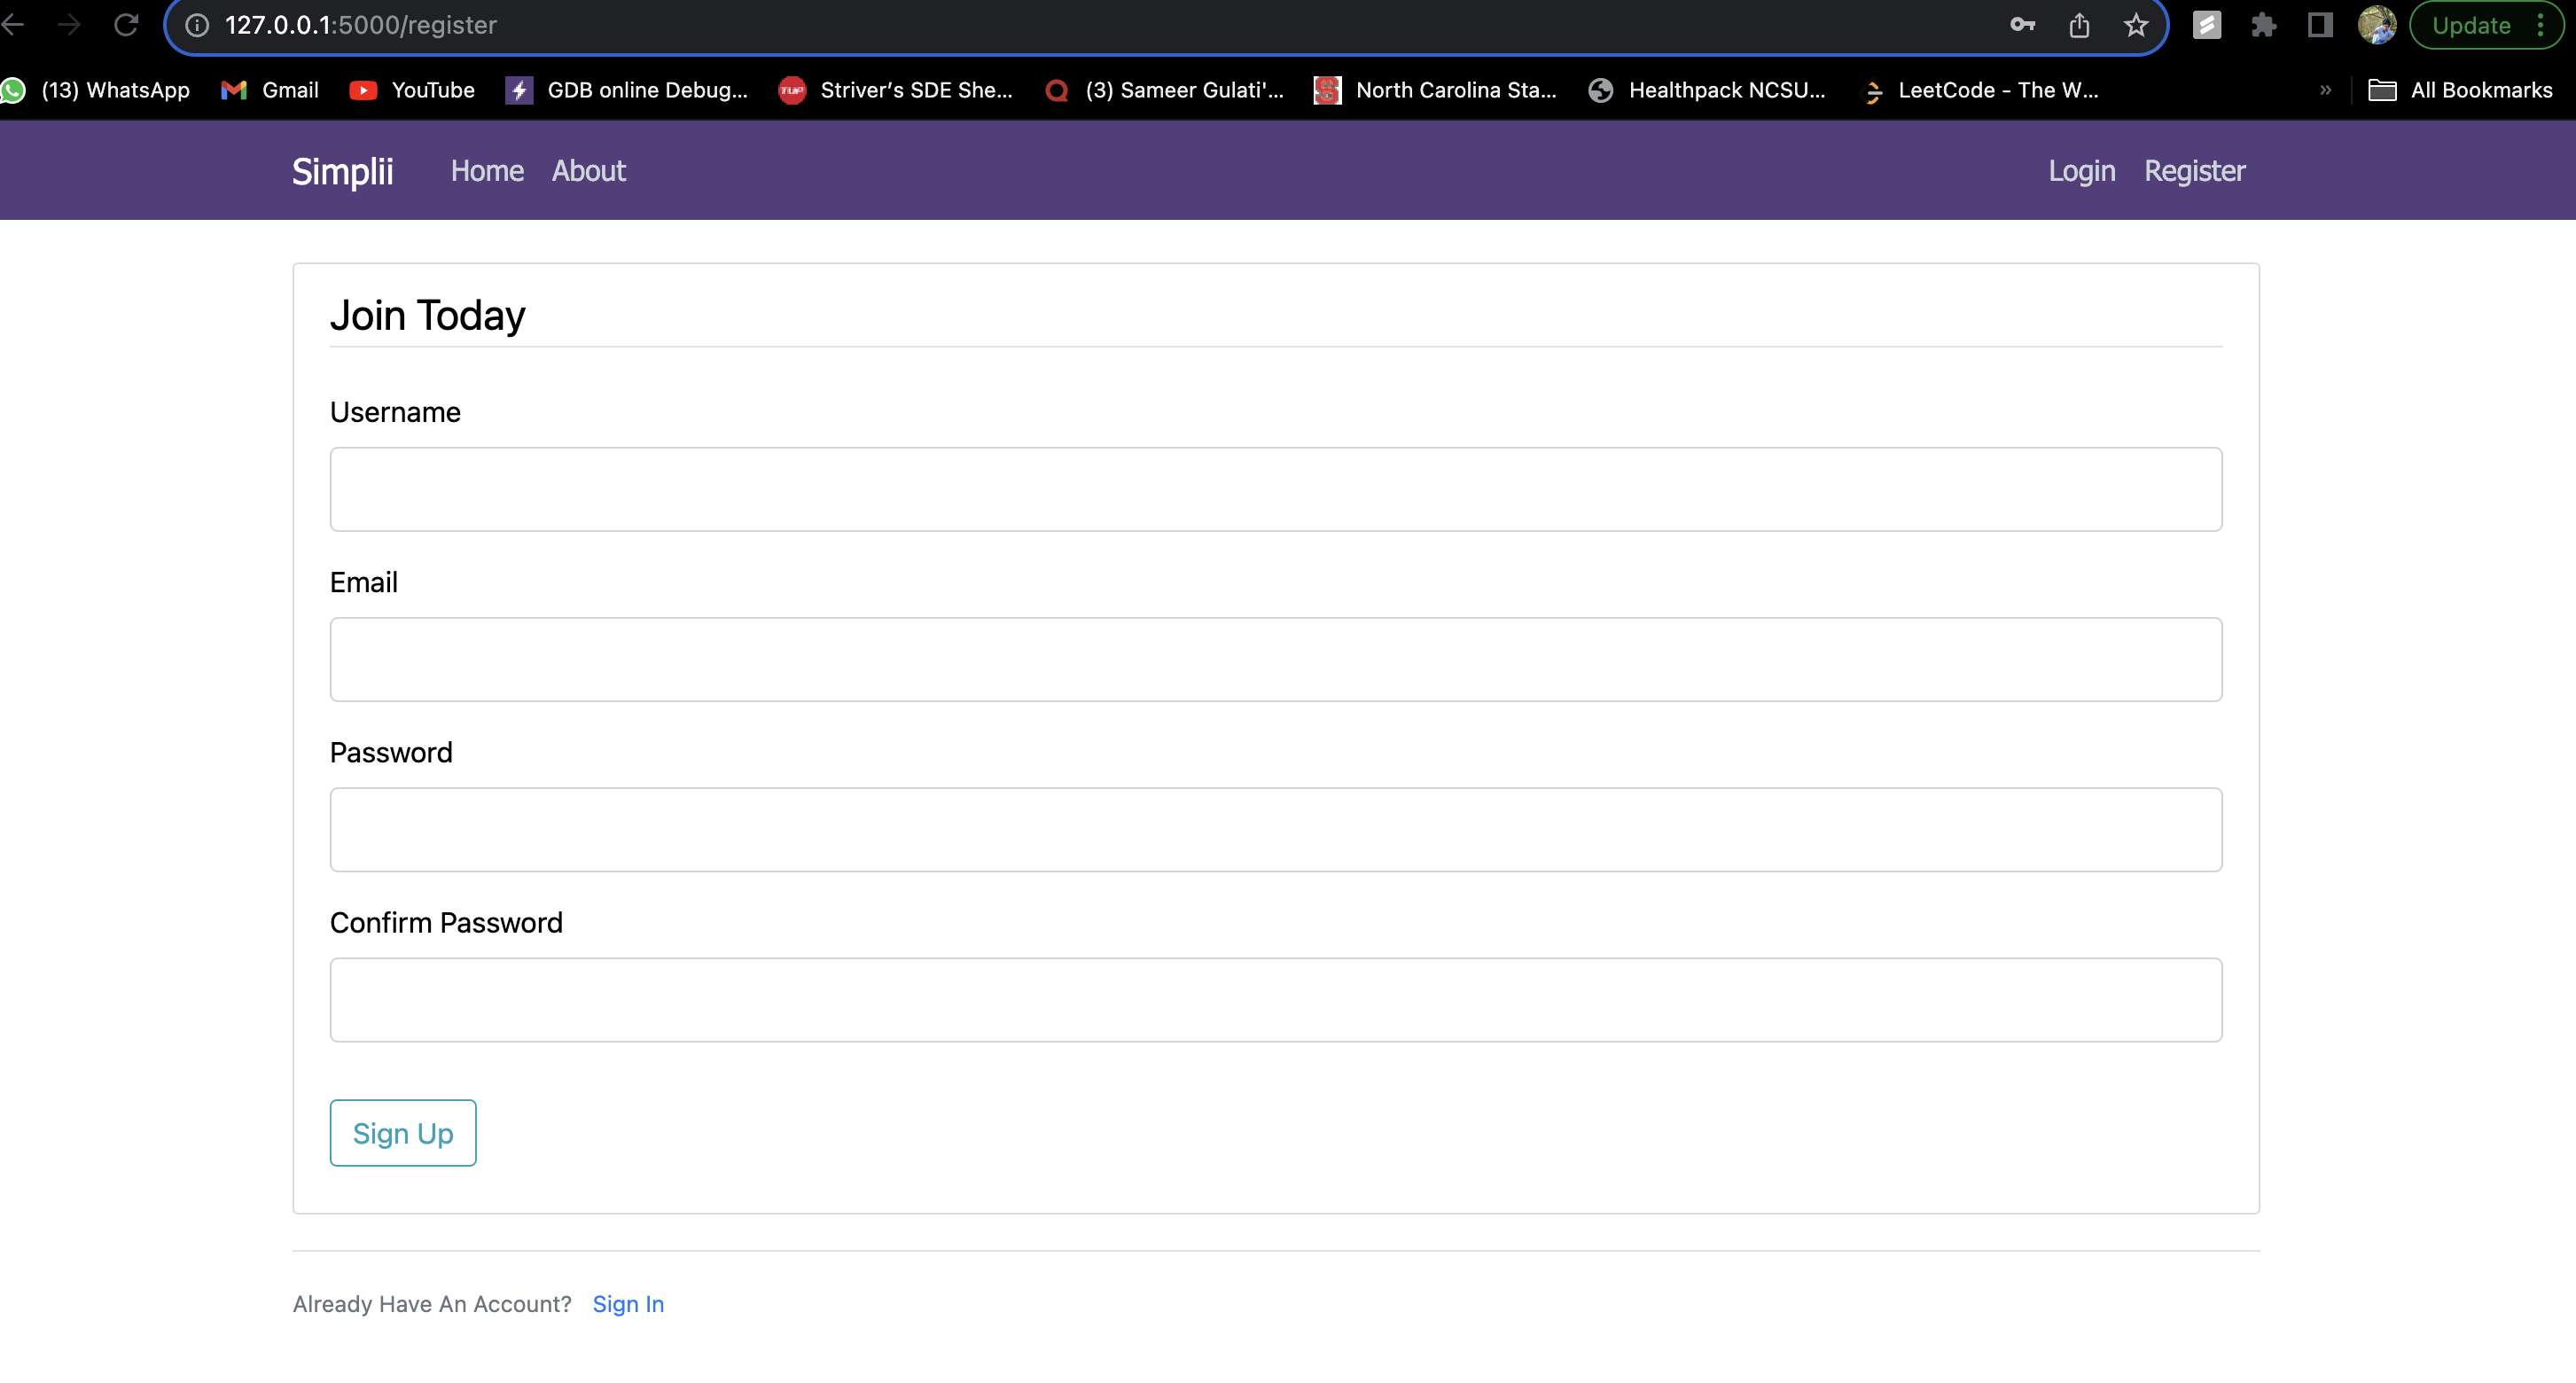 127.0.0.1:5000/register
Update
(13) WhatsApp Gmail YouTube GDB online Debug... Striver’s SDE She... (3) Sameer Gulati'... North Carolina Sta... Healthpack NCSU... LeetCode - The W... » All Bookmarks
Simplii Home About Login Register
Join Today
Username
Email
Password
Confirm Password
Sign Up
Already Have An Account? Sign In